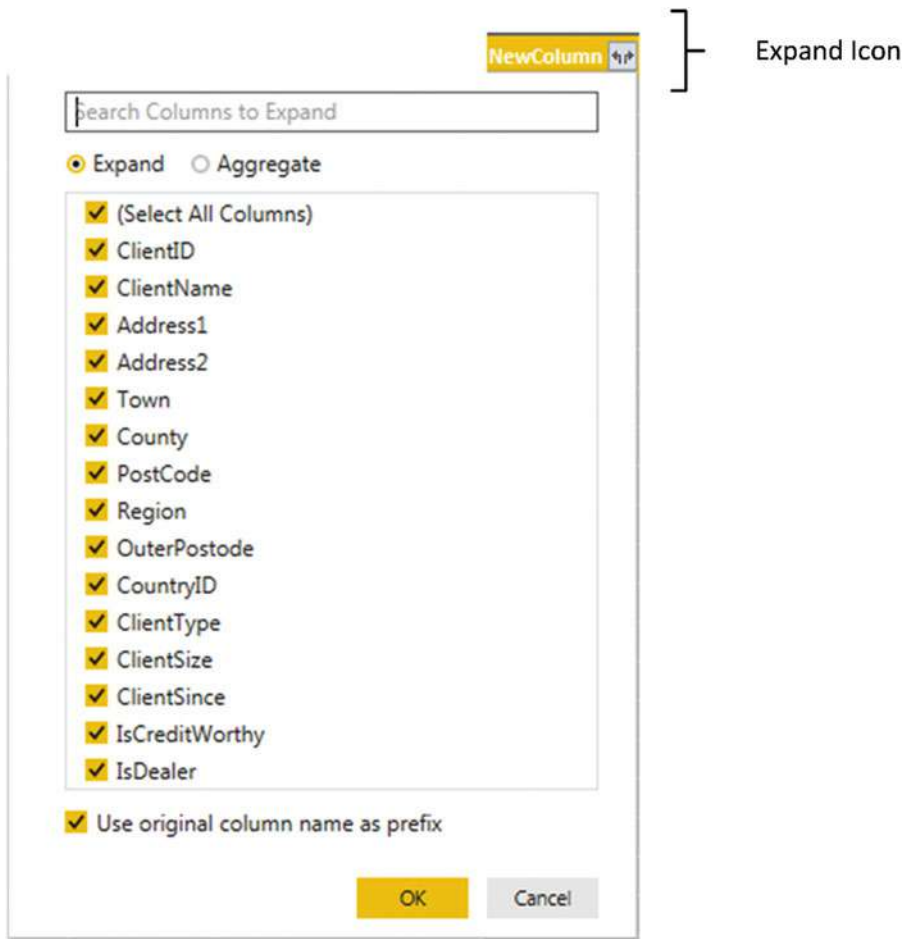 NewColumn
Expand Icon
Search Columns to Expand
Expand Aggregate
(Select All Columns)
ClientID
ClientName
Address1
Address2
Town
County
PostCode
Region
OuterPostode
CountryID
ClientType
ClientSize
ClientSince
IsCreditWorthy
IsDealer
Use original column name as prefix
OK Cancel